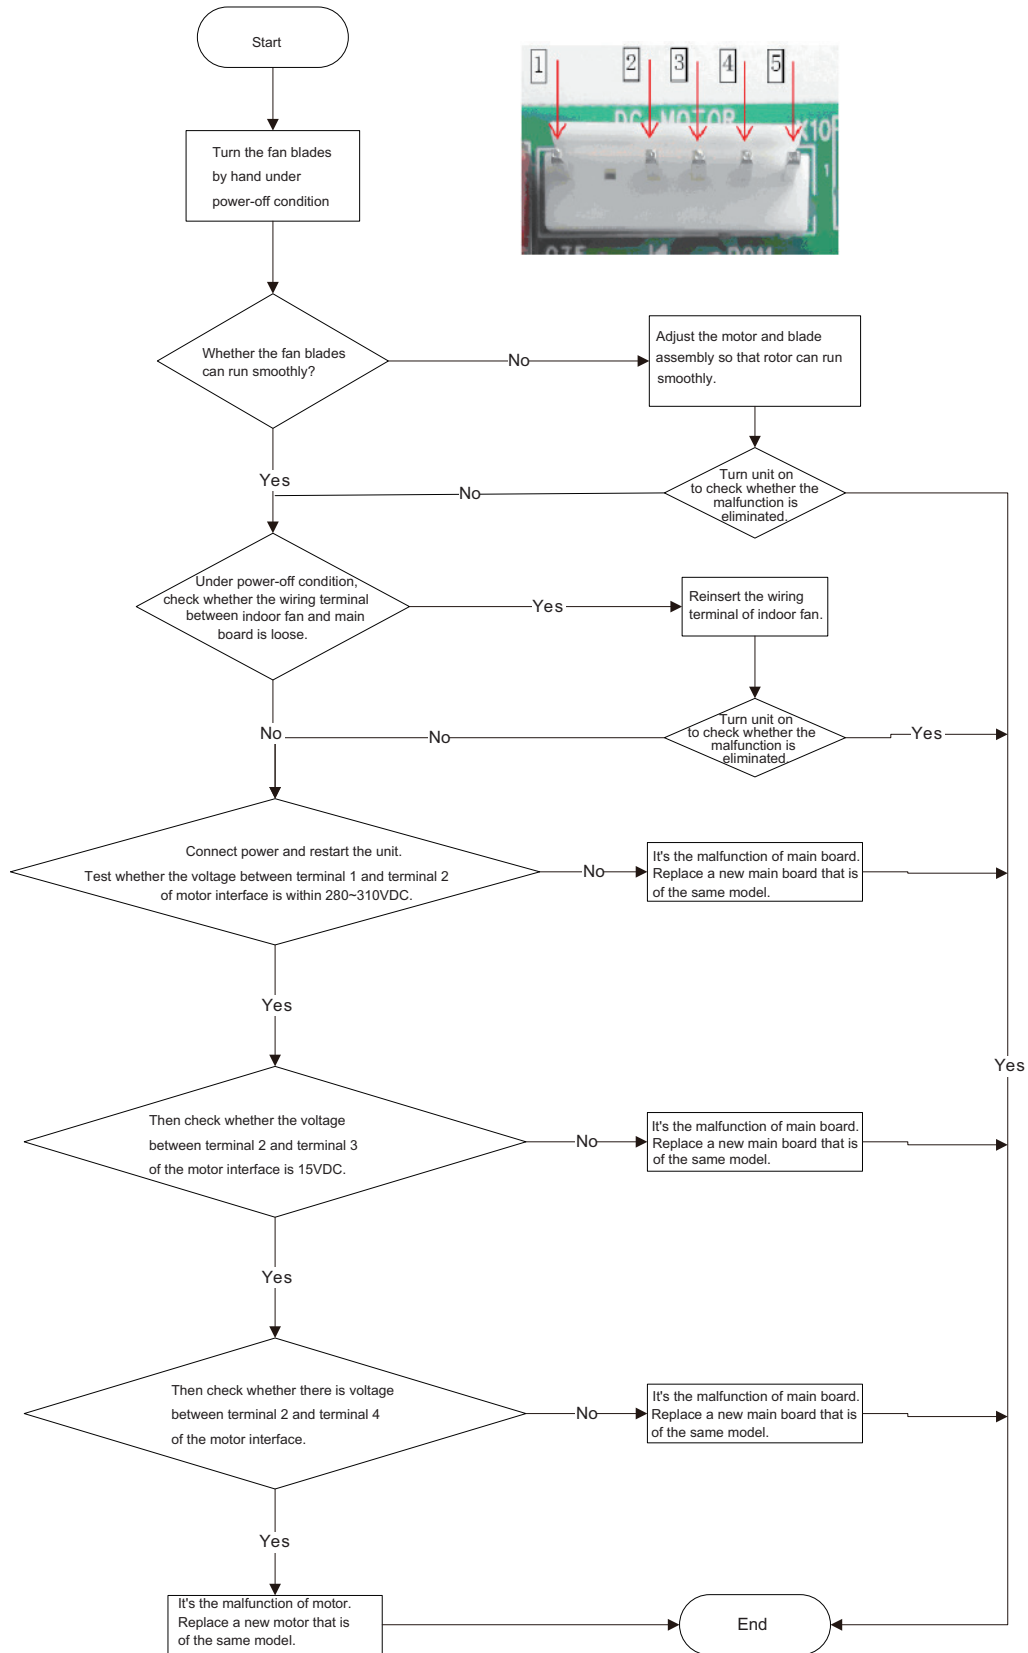 Start
1
2
3
4
5
DC MOTOR
Turn the fan blades
by hand under
power-off condition
Whether the fan blades
can run smoothly?
No
Adjust the motor and blade
assembly so that rotor can run
smoothly.
Yes
No
Turn unit on
to check whether the
malfunction is
eliminated.
Under power-off condition,
check whether the wiring terminal
between indoor fan and main
board is loose.
Yes
Reinsert the wiring
terminal of indoor fan.
No
No
Turn unit on
to check whether the
malfunction is
eliminated.
Yes
Connect power and restart the unit.
Test whether the voltage between terminal 1 and terminal 2
of motor interface is within 280~310VDC.
No
It's the malfunction of main board.
Replace a new main board that is
of the same model.
Yes
Yes
Then check whether the voltage
between terminal 2 and terminal 3
of the motor interface is 15VDC.
No
It's the malfunction of main board.
Replace a new main board that is
of the same model.
Yes
Then check whether there is voltage
between terminal 2 and terminal 4
of the motor interface.
No
It's the malfunction of main board.
Replace a new main board that is
of the same model.
Yes
It's the malfunction of motor.
Replace a new motor that is
of the same model.
End